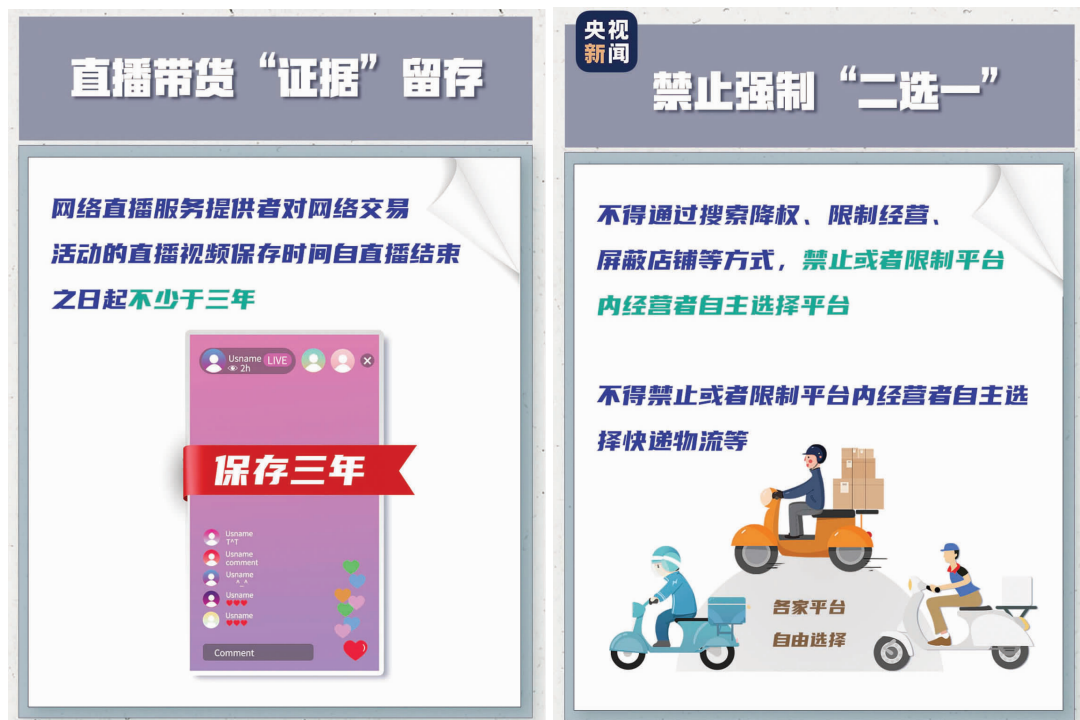 直播带货“证据”留存
网络直播服务提供者对网络交易
活动的直播视频保存时间自直播结束
之日起不少于三年
Usname
LIVE
2h
保存三年
Usname
T^T
Usname
comment
Usname
^_^
Usname
Usname
Comment
央视
新闻
禁止强制“二选一”
不得通过搜索降权、限制经营、
屏蔽店铺等方式，禁止或者限制平台
内经营者自主选择平台
不得禁止或者限制平台内经营者自主选
择快递物流等
各家平台
自由选择